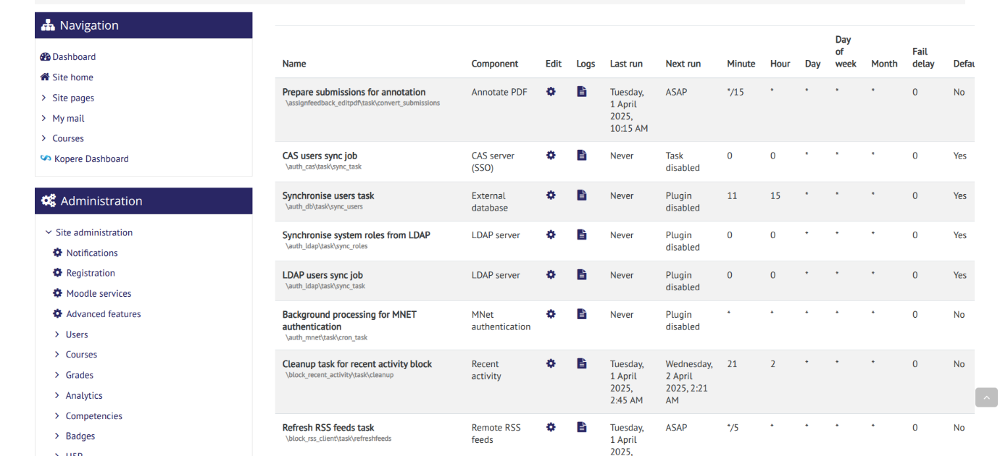 Navigation
Dashboard
Site home
Site pages
My mail
Courses
Kopere Dashboard
Administration
Site administration
Notifications
Registration
Moodle services
Advanced features
Users
Courses
Grades
Analytics
Competencies
Badges
Name Component Edit Logs Last run Next run Minute Hour Day Day of week Month Fail delay
Prepare submissions for annotation Annotate PDF Tuesday, 1 April 2025, 10:15 AM ASAP */15 * * * * 0 No
\assignfeedback_editpdf\task\convert_submissions
CAS users sync job CAS server (SSO) Never Task disabled 0 0 * * * 0 Yes
\auth_cas\task\sync_task
Synchronise users task External database Never Plugin disabled 11 15 * * * 0 Yes
\auth_db\task\sync_users
Synchronise system roles from LDAP LDAP server Never Plugin disabled 0 0 * * * 0 Yes
\auth_ldap\task\sync_roles
LDAP users sync job LDAP server Never Plugin disabled 0 0 * * * 0 Yes
\auth_ldap\task\sync_task
Background processing for MNET authentication MNet authentication Never Plugin disabled * * * * * 0 No
\auth_mnet\task\cron_task
Cleanup task for recent activity block Recent activity Tuesday, 1 April 2025, 2:45 AM Wednesday, 2 April 2025, 2:21 AM 21 2 * * * 0 No
\block_recent_activity\task\cleanup
Refresh RSS feeds task Remote RSS feeds Tuesday, 1 April 2025, ASAP */5 * * * * 0 No
\block_rss_client\task\refreshfeeds